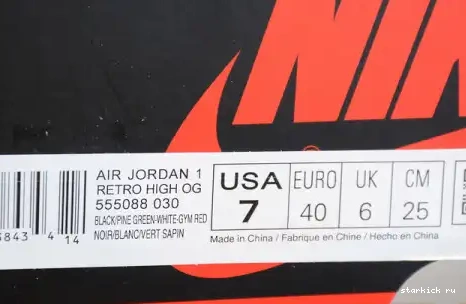 NIK
AIR JORDAN 1
RETRO HIGH OG
555088 030
BLACK/PINE GREEN-WHITE-GYM RED
NOIR/BLANC/VERT SAPIN
USA EURO UK CM
7 40 6 25
Made in China / Fabrique en Chine / Hecho en China
843 4 14
starkick ru